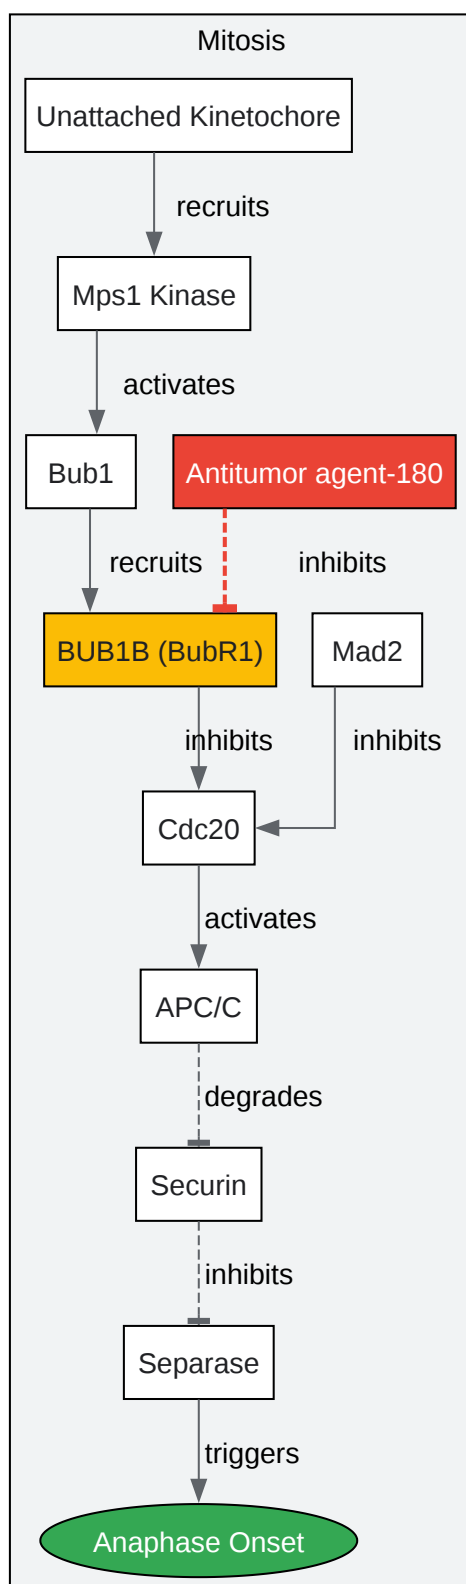 Mitosis
Unattached Kinetochore
recruits
Mps1 Kinase
activates
Bub1
Antitumor agent-180
recruits
inhibits
BUB1B (BubR1)
Mad2
inhibits
inhibits
Cdc20
activates
APC/C
degrades
Securin
inhibits
Separase
triggers
Anaphase Onset